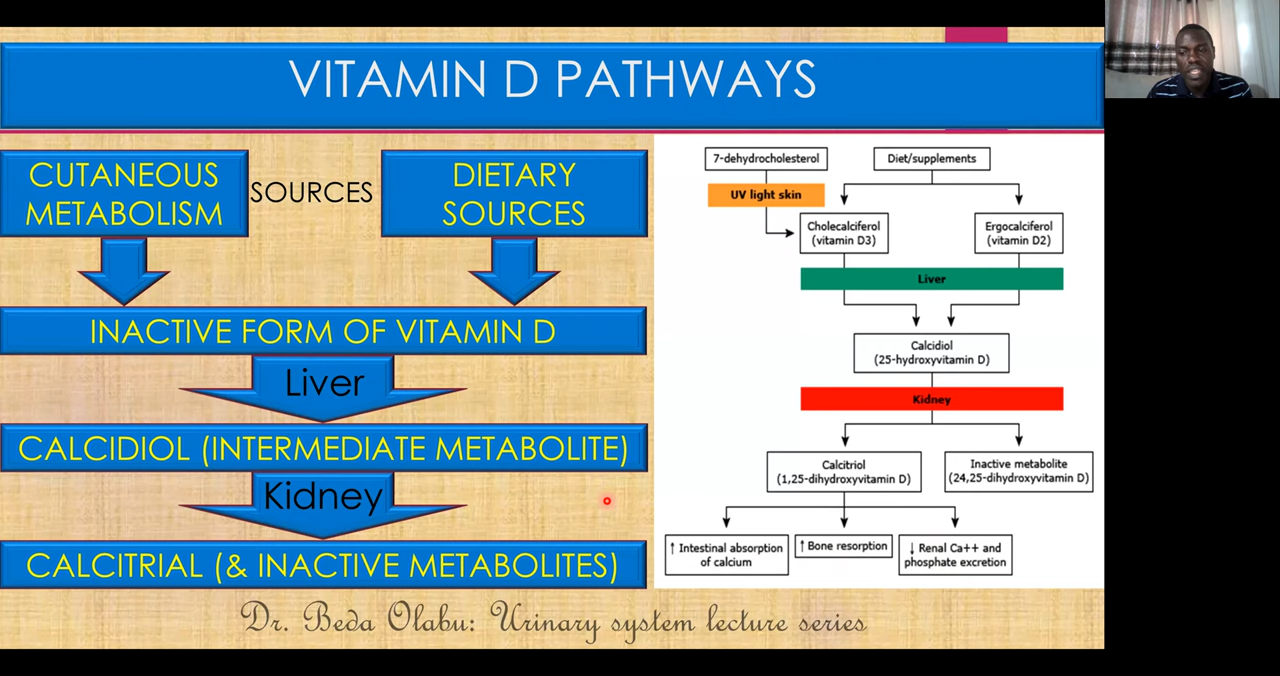 VITAMIN D PATHWAYS
CUTANEOUS
METABOLISM
SOURCES
DIETARY
SOURCES
INACTIVE FORM OF VITAMIN D
Liver
CALCIDIOL (INTERMEDIATE METABOLITE)
Kidney
CALCITRIAL (& INACTIVE METABOLITES)
7-dehydrocholesterol
Diet/supplements
UV light skin
Cholecalciferol
(vitamin D3)
Ergocalciferol
(vitamin D2)
Liver
Calcidiol
(25-hydroxyvitamin D)
Kidney
Calcitriol
(1,25-dihydroxyvitamin D)
Inactive metabolite
(24,25-dihydroxyvitamin D)
↑ Intestinal absorption
of calcium
↑ Bone resorption
↓ Renal Ca++ and
phosphate excretion
Dr. Beda Olabu: Urinary system lecture series